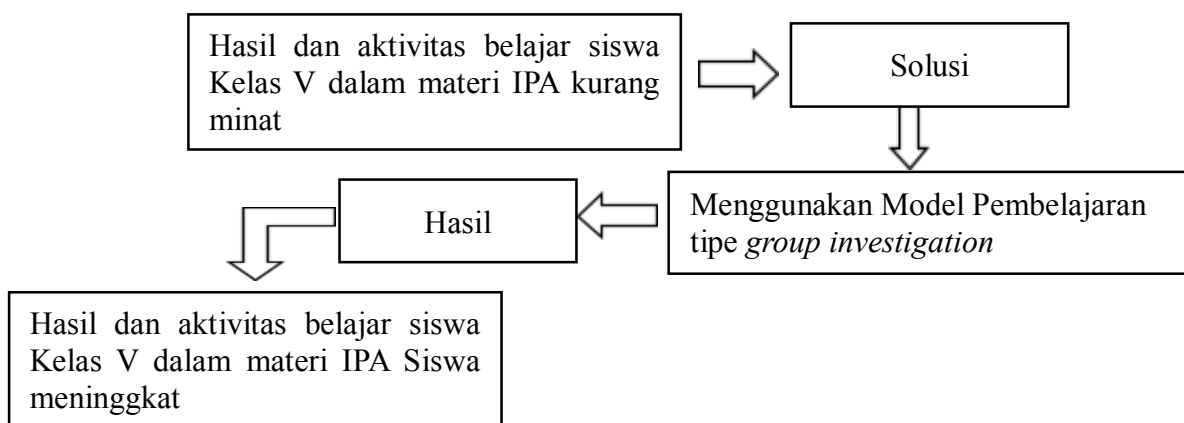 Hasil dan aktivitas belajar siswa
Kelas V dalam materi IPA kurang
minat
Solusi
Menggunakan Model Pembelajaran
tipe group investigation
Hasil
Hasil dan aktivitas belajar siswa
Kelas V dalam materi IPA Siswa
meninggkat